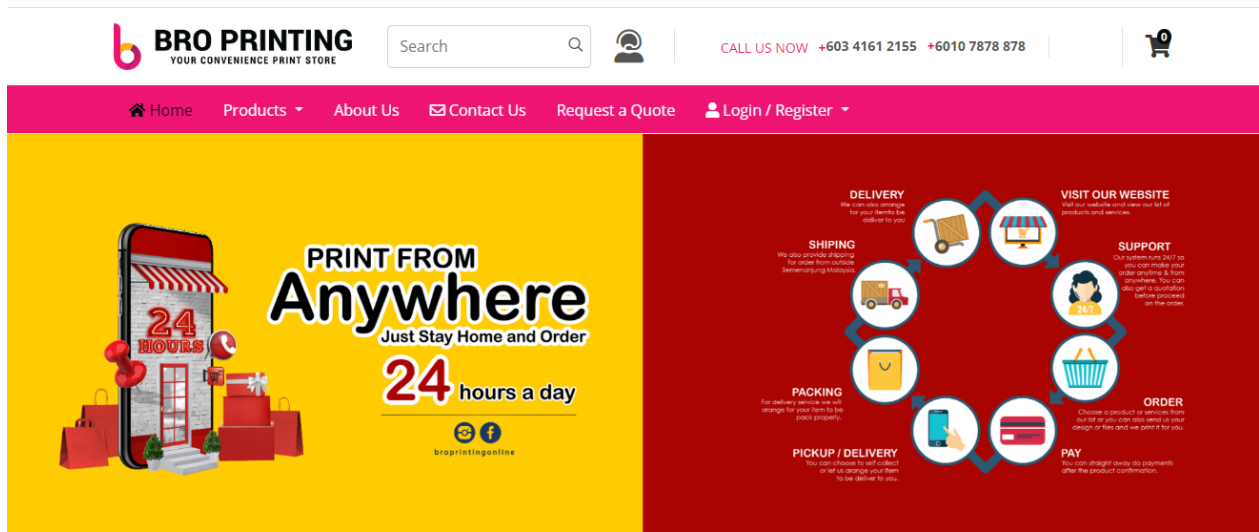 BRO PRINTING
YOUR CONVENIENCE PRINT STORE
Search
CALL US NOW +603 4161 2155 +6010 7878 878
0
Home Products About Us Contact Us Request a Quote Login / Register
24
HOURS
PRINT FROM
Anywhere
Just Stay Home and Order
24 hours a day
broprintingonline
DELIVERY
We can also arrange
for your itemto be
deliver to you
VISIT OUR WEBSITE
Visit our website and view our list of
products and services.
SHIPING
We also provide shipping
for order from outside
Semenanjung Malaysia.
SUPPORT
Our system runs 24/7 so
you can make your
order anytime & from
anywhere. You can
also get a quotation
before proceed
on the order.
24/7
PACKING
For delivery service we will
arange for your item to be
pack properly.
ORDER
Choose a product or services from
our list or you can also send us your
design or files and we print it for you.
PICKUP / DELIVERY
You can choose to self collect
or let us arange your item
to be deliver to you.
PAY
You can straight away do payments
after the product confirmation.